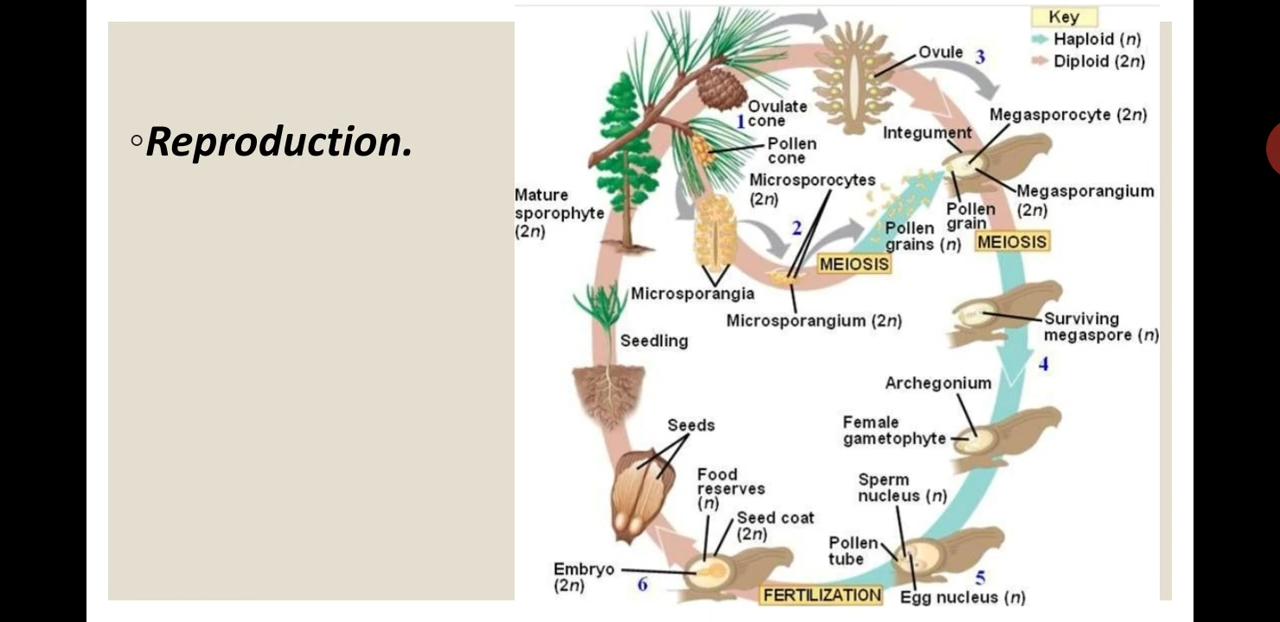 ◦Reproduction.
Key
Haploid (n)
Diploid (2n)
Ovule
3
Megasporocyte (2n)
Integument
Ovulate
cone
1
Pollen
cone
Microsporocytes
(2n)
2
Mature
sporophyte
(2n)
Megasporangium
(2n)
Pollen
grain
Pollen
grains (n)
MEIOSIS
MEIOSIS
Microsporangia
Microsporangium (2n)
Surviving
megaspore (n)
4
Seedling
Archegonium
Female
gametophyte
Seeds
Food
reserves
(n)
Seed coat
(2n)
Sperm
nucleus (n)
Pollen
tube
Embryo
(2n)
6
FERTILIZATION
5
Egg nucleus (n)